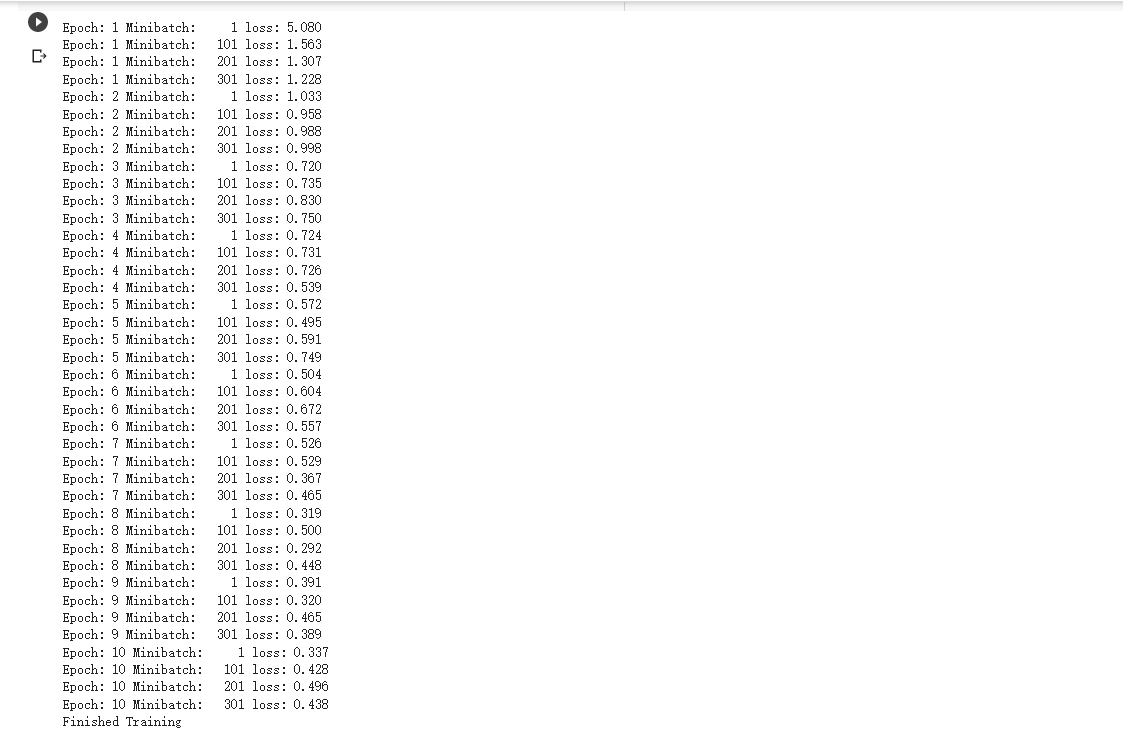 Epoch: 1 Minibatch:     1 loss: 5.080
Epoch: 1 Minibatch:   101 loss: 1.563
Epoch: 1 Minibatch:   201 loss: 1.307
Epoch: 1 Minibatch:   301 loss: 1.228
Epoch: 2 Minibatch:     1 loss: 1.033
Epoch: 2 Minibatch:   101 loss: 0.958
Epoch: 2 Minibatch:   201 loss: 0.988
Epoch: 2 Minibatch:   301 loss: 0.998
Epoch: 3 Minibatch:     1 loss: 0.720
Epoch: 3 Minibatch:   101 loss: 0.735
Epoch: 3 Minibatch:   201 loss: 0.830
Epoch: 3 Minibatch:   301 loss: 0.750
Epoch: 4 Minibatch:     1 loss: 0.724
Epoch: 4 Minibatch:   101 loss: 0.731
Epoch: 4 Minibatch:   201 loss: 0.726
Epoch: 4 Minibatch:   301 loss: 0.539
Epoch: 5 Minibatch:     1 loss: 0.572
Epoch: 5 Minibatch:   101 loss: 0.495
Epoch: 5 Minibatch:   201 loss: 0.591
Epoch: 5 Minibatch:   301 loss: 0.749
Epoch: 6 Minibatch:     1 loss: 0.504
Epoch: 6 Minibatch:   101 loss: 0.604
Epoch: 6 Minibatch:   201 loss: 0.672
Epoch: 6 Minibatch:   301 loss: 0.557
Epoch: 7 Minibatch:     1 loss: 0.526
Epoch: 7 Minibatch:   101 loss: 0.529
Epoch: 7 Minibatch:   201 loss: 0.367
Epoch: 7 Minibatch:   301 loss: 0.465
Epoch: 8 Minibatch:     1 loss: 0.319
Epoch: 8 Minibatch:   101 loss: 0.500
Epoch: 8 Minibatch:   201 loss: 0.292
Epoch: 8 Minibatch:   301 loss: 0.448
Epoch: 9 Minibatch:     1 loss: 0.391
Epoch: 9 Minibatch:   101 loss: 0.320
Epoch: 9 Minibatch:   201 loss: 0.465
Epoch: 9 Minibatch:   301 loss: 0.389
Epoch: 10 Minibatch:     1 loss: 0.337
Epoch: 10 Minibatch:   101 loss: 0.428
Epoch: 10 Minibatch:   201 loss: 0.496
Epoch: 10 Minibatch:   301 loss: 0.438
Finished Training